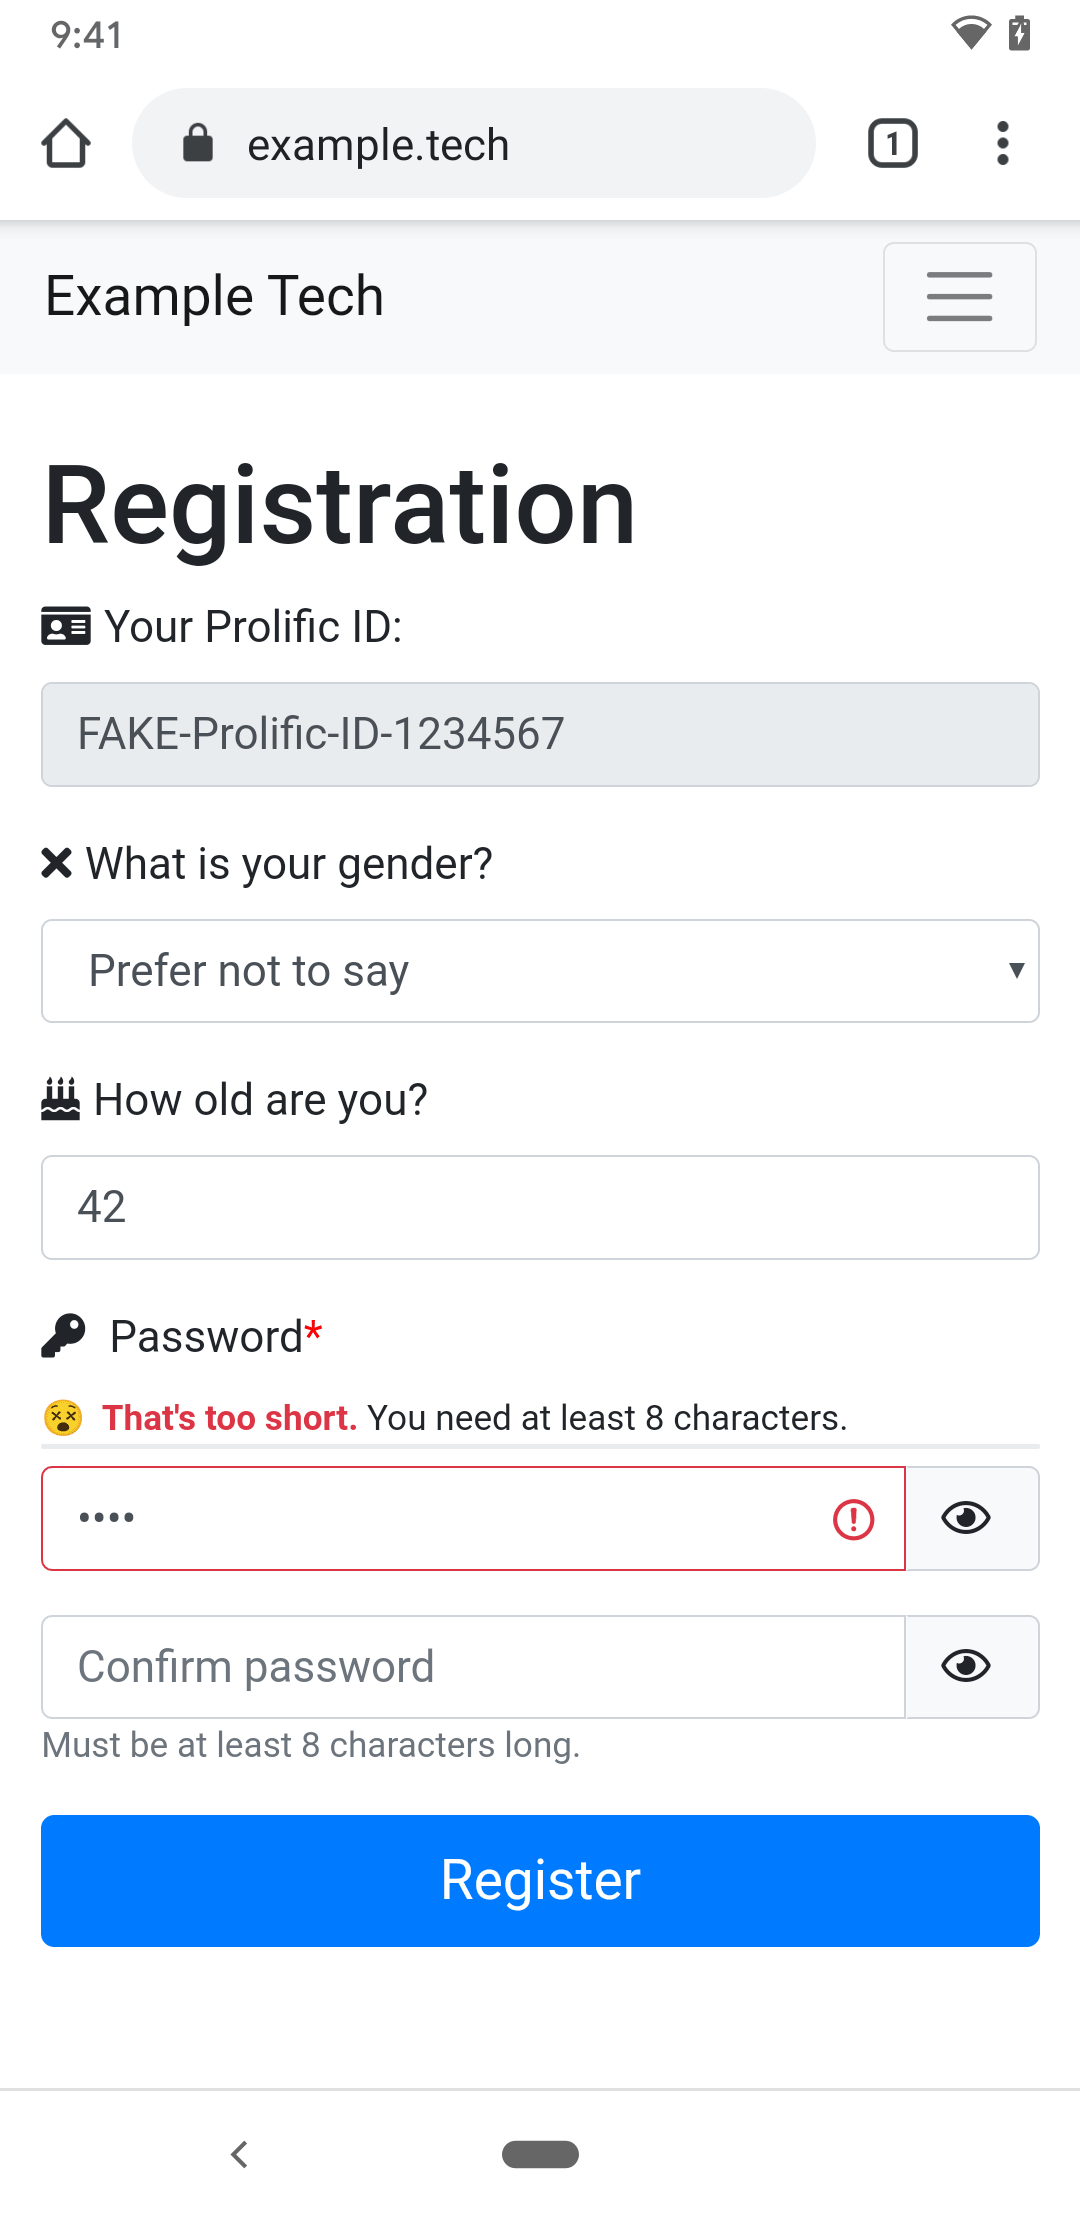 9:41
example.tech
1
Example Tech
Registration
Your Prolific ID:
FAKE-Prolific-ID-1234567
What is your gender?
Prefer not to say
How old are you?
42
Password*
That's too short. You need at least 8 characters.
••••
Confirm password
Must be at least 8 characters long.
Register